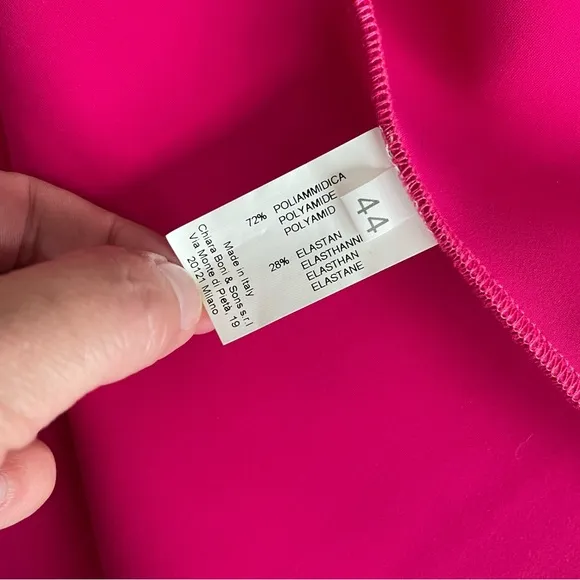 72% POLIAMMIDICA
POLYAMIDE
POLYAMID
28% ELASTAN
ELASTHANNI
ELASTHAN
ELASTANE
44
Made in Italy
Chiara Boni & Sons s.r.l
Via Monte di Pietà, 19
20121 Milano